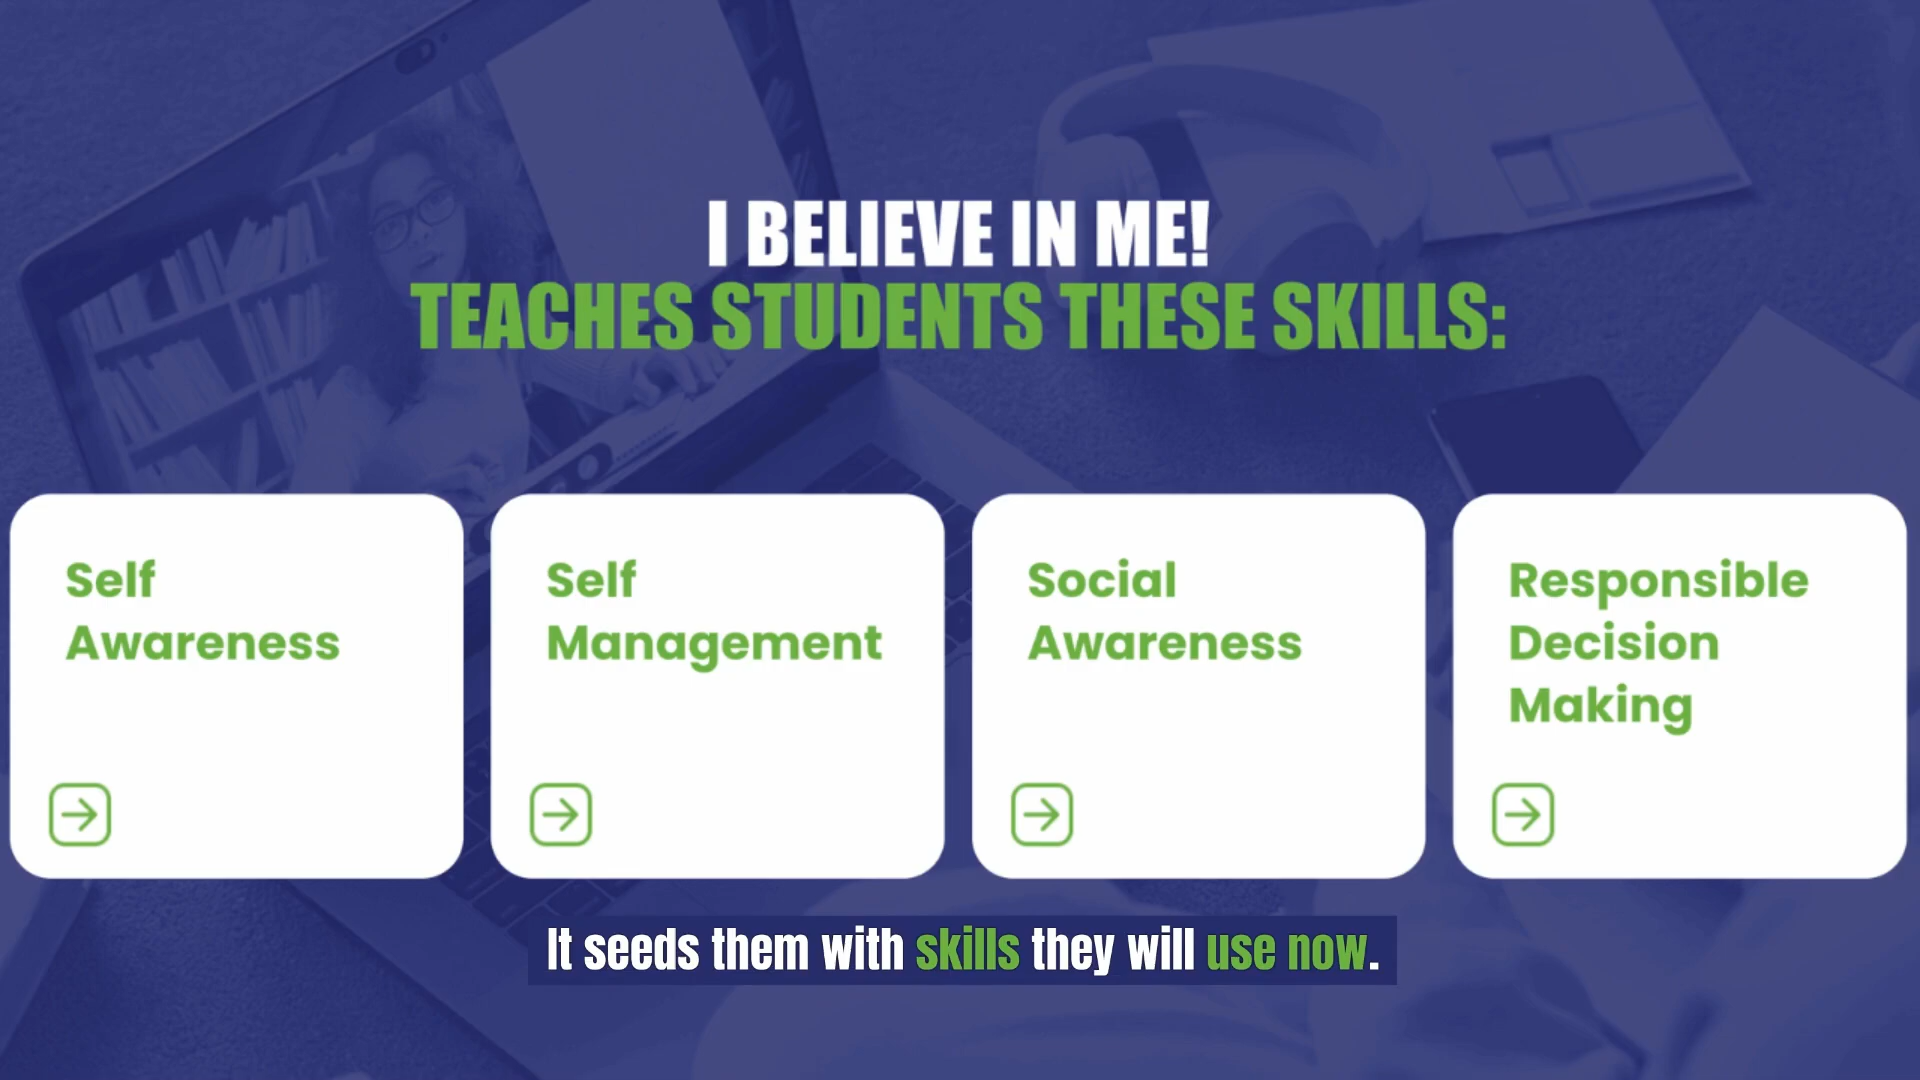 I BELIEVE IN ME!
TEACHES STUDENTS THESE SKILLS:
Self
Awareness
Self
Management
Social
Awareness
Responsible
Decision
Making
It seeds them with skills they will use now.